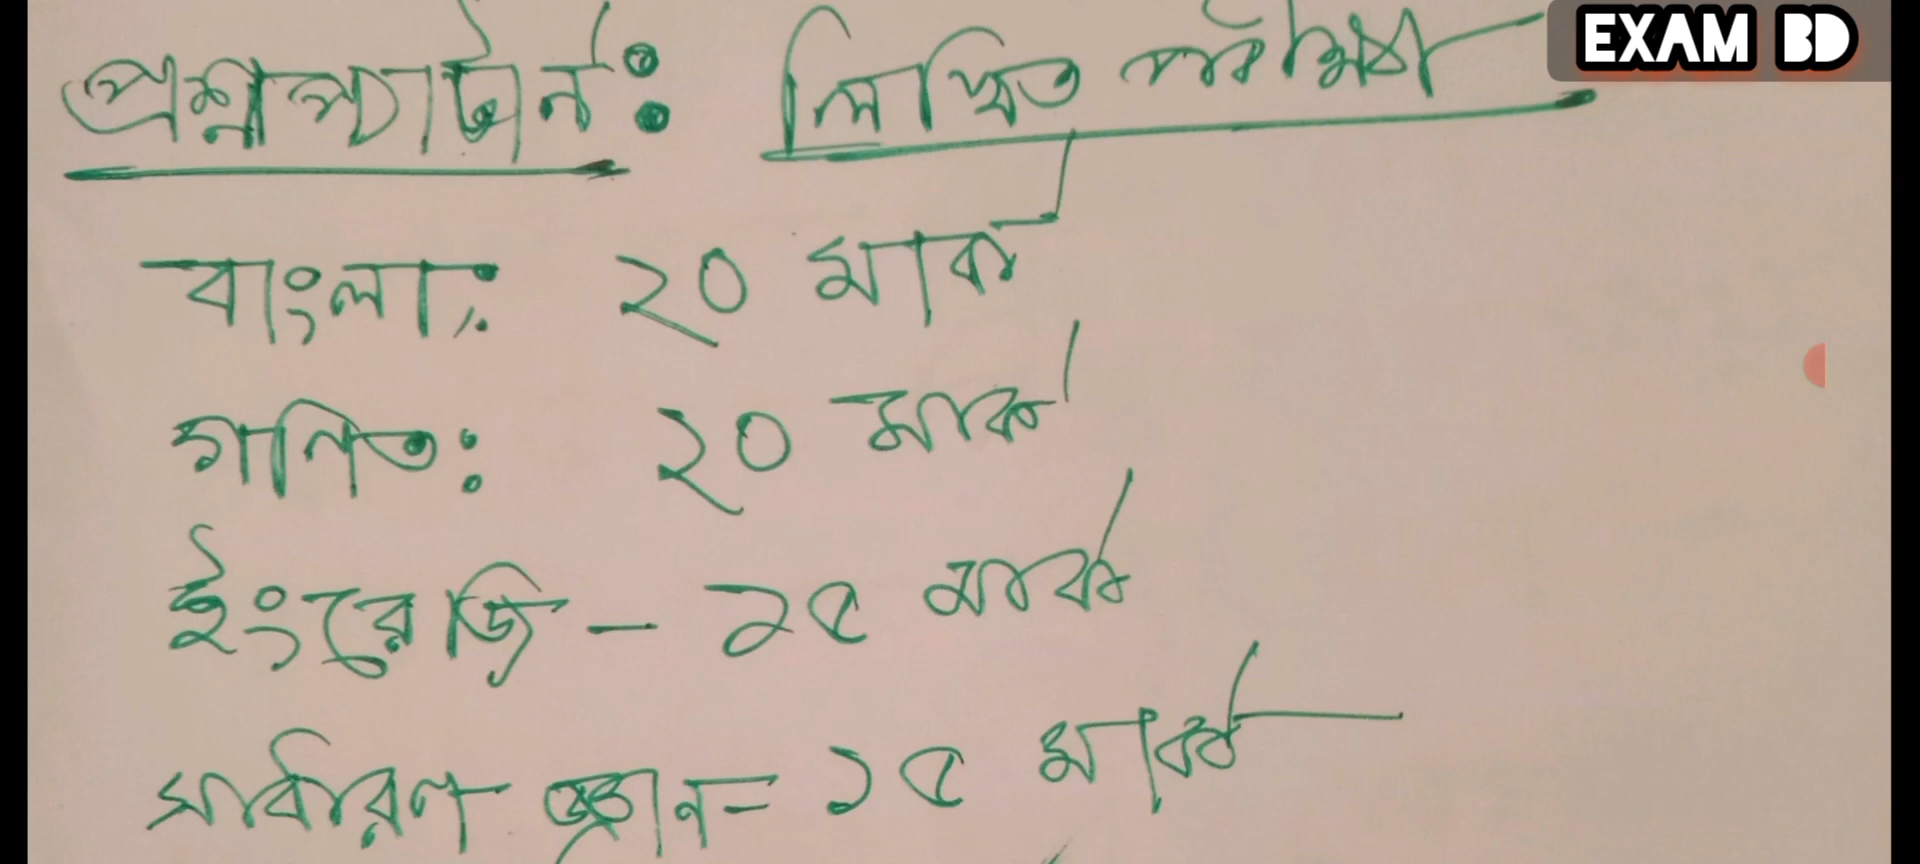 EXAM BD
প্রশ্নপ্যাটার্ন: লিখিত পরীক্ষা
বাংলা: ২০ মার্ক
গণিত: ২০ মার্ক
ইংরেজি - ১৫ মার্ক
সাধারণ জ্ঞান = ১৫ মার্ক